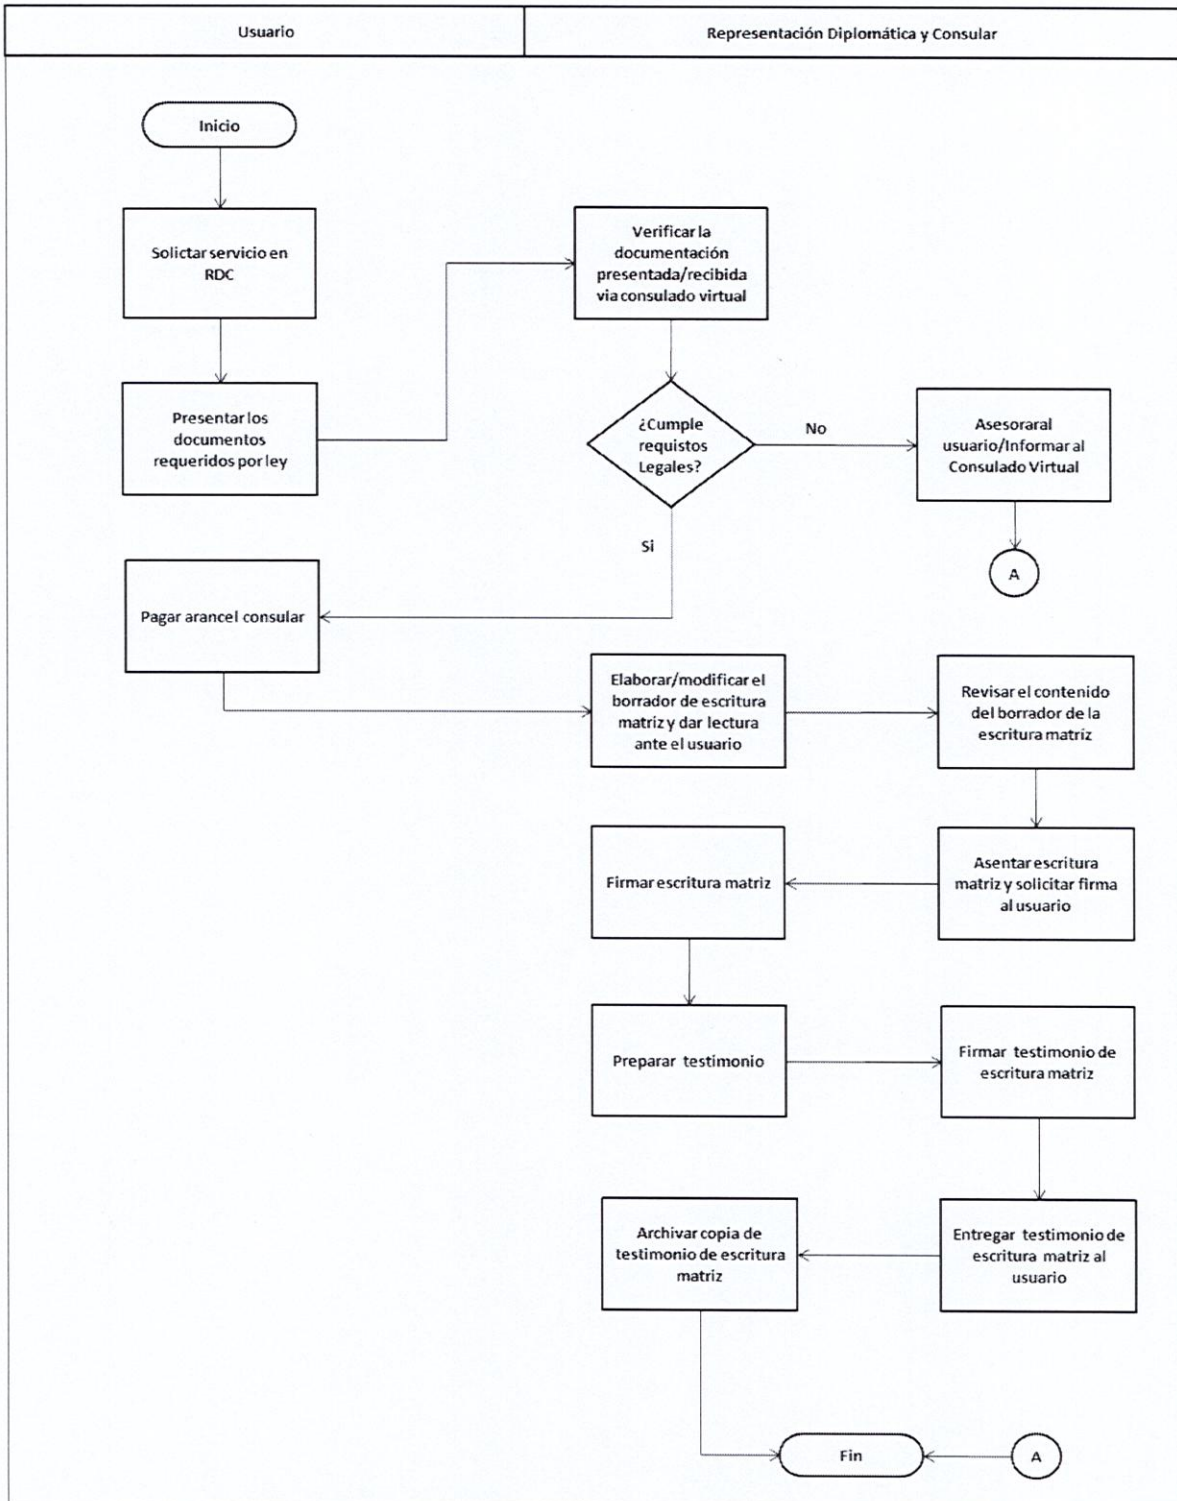 Usuario
Representación Diplomática y Consular
Inicio
Solictar servicio en
RDC
Presentar los
documentos
requeridos por ley
Verificar la
documentación
presentada/recibida
via consulado virtual
¿Cumple
requistos
Legales?
No
Asesoraral
usuario/Informar al
Consulado Virtual
A
Si
Pagar arancel consular
Elaborar/modificar el
borrador de escritura
matriz y dar lectura
ante el usuario
Revisar el contenido
del borrador de la
escritura matriz
Asentar escritura
matriz y solicitar firma
al usuario
Firmar escritura matriz
Preparar testimonio
Firmar testimonio de
escritura matriz
Entregar testimonio de
escritura matriz al
usuario
Archivar copia de
testimonio de escritura
matriz
Fin
A